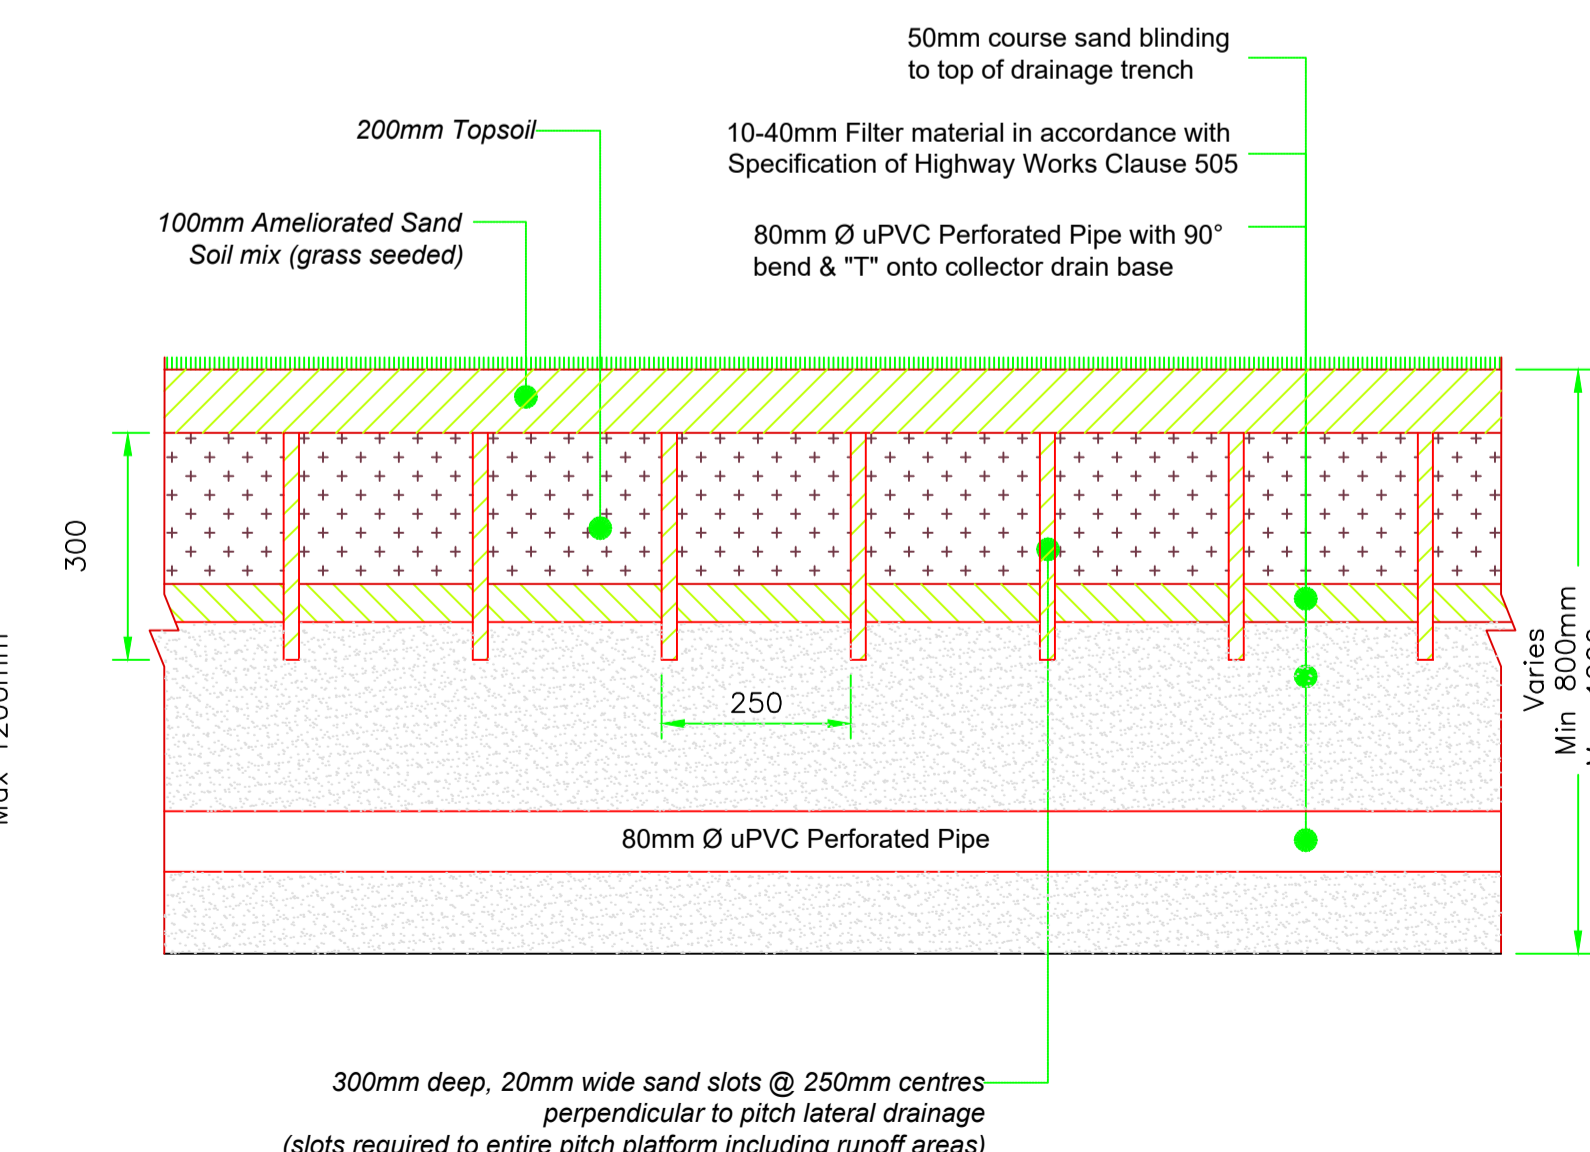 50mm course sand blinding
to top of drainage trench
200mm Topsoil
10-40mm Filter material in accordance with
Specification of Highway Works Clause 505
100mm Ameliorated Sand
Soil mix (grass seeded)
80mm Ø uPVC Perforated Pipe with 90°
bend & "T" onto collector drain base
300
250
Varies
Min 800mm
80mm Ø uPVC Perforated Pipe
300mm deep, 20mm wide sand slots @ 250mm centres
perpendicular to pitch lateral drainage
(slots required to entire pitch platform including runoff areas)